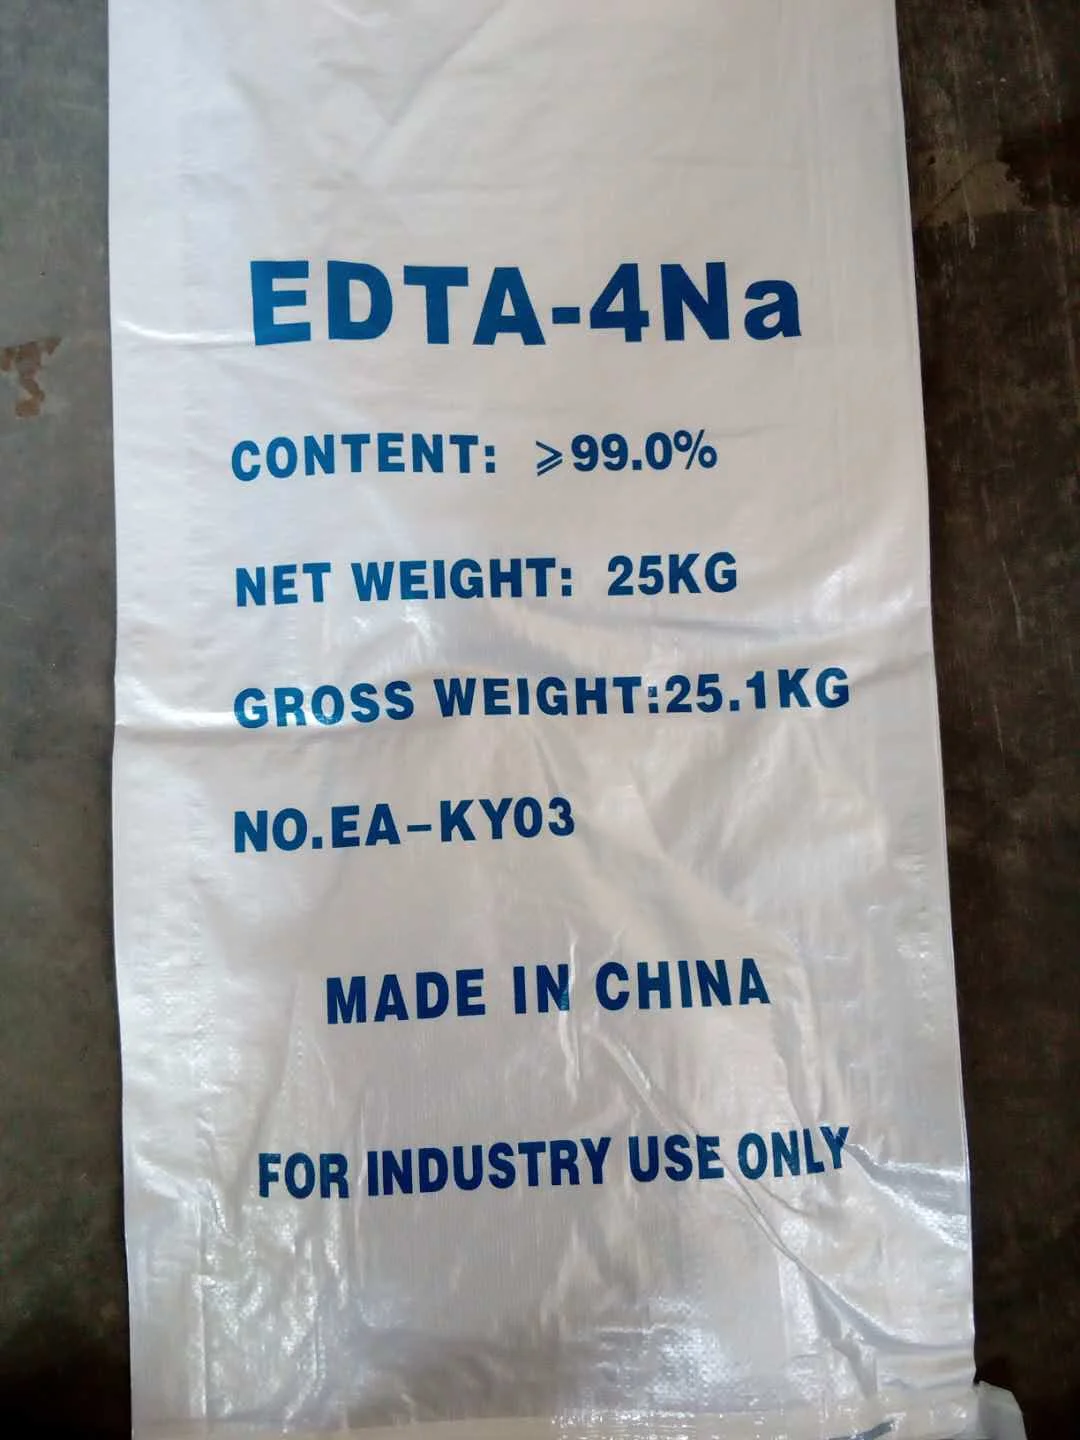 EDTA-4Na
CONTENT: ⩾99.0%
NET WEIGHT: 25KG
GROSS WEIGHT:25.1KG
NO.EA-KY03
MADE IN CHINA
FOR INDUSTRY USE ONLY